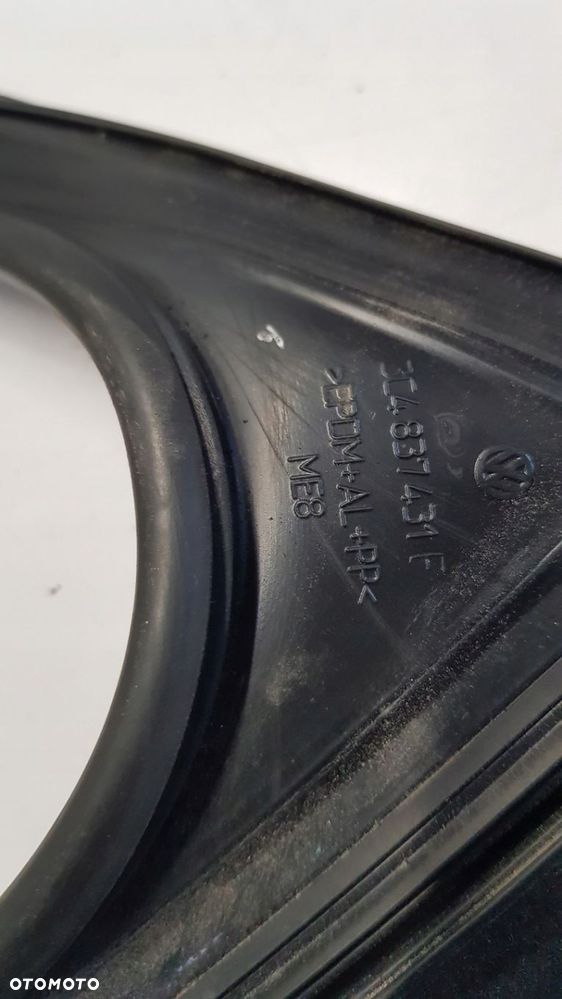 3C4 837 431 F
>EPDM+AL+PP<
ME8
OTOMOTO